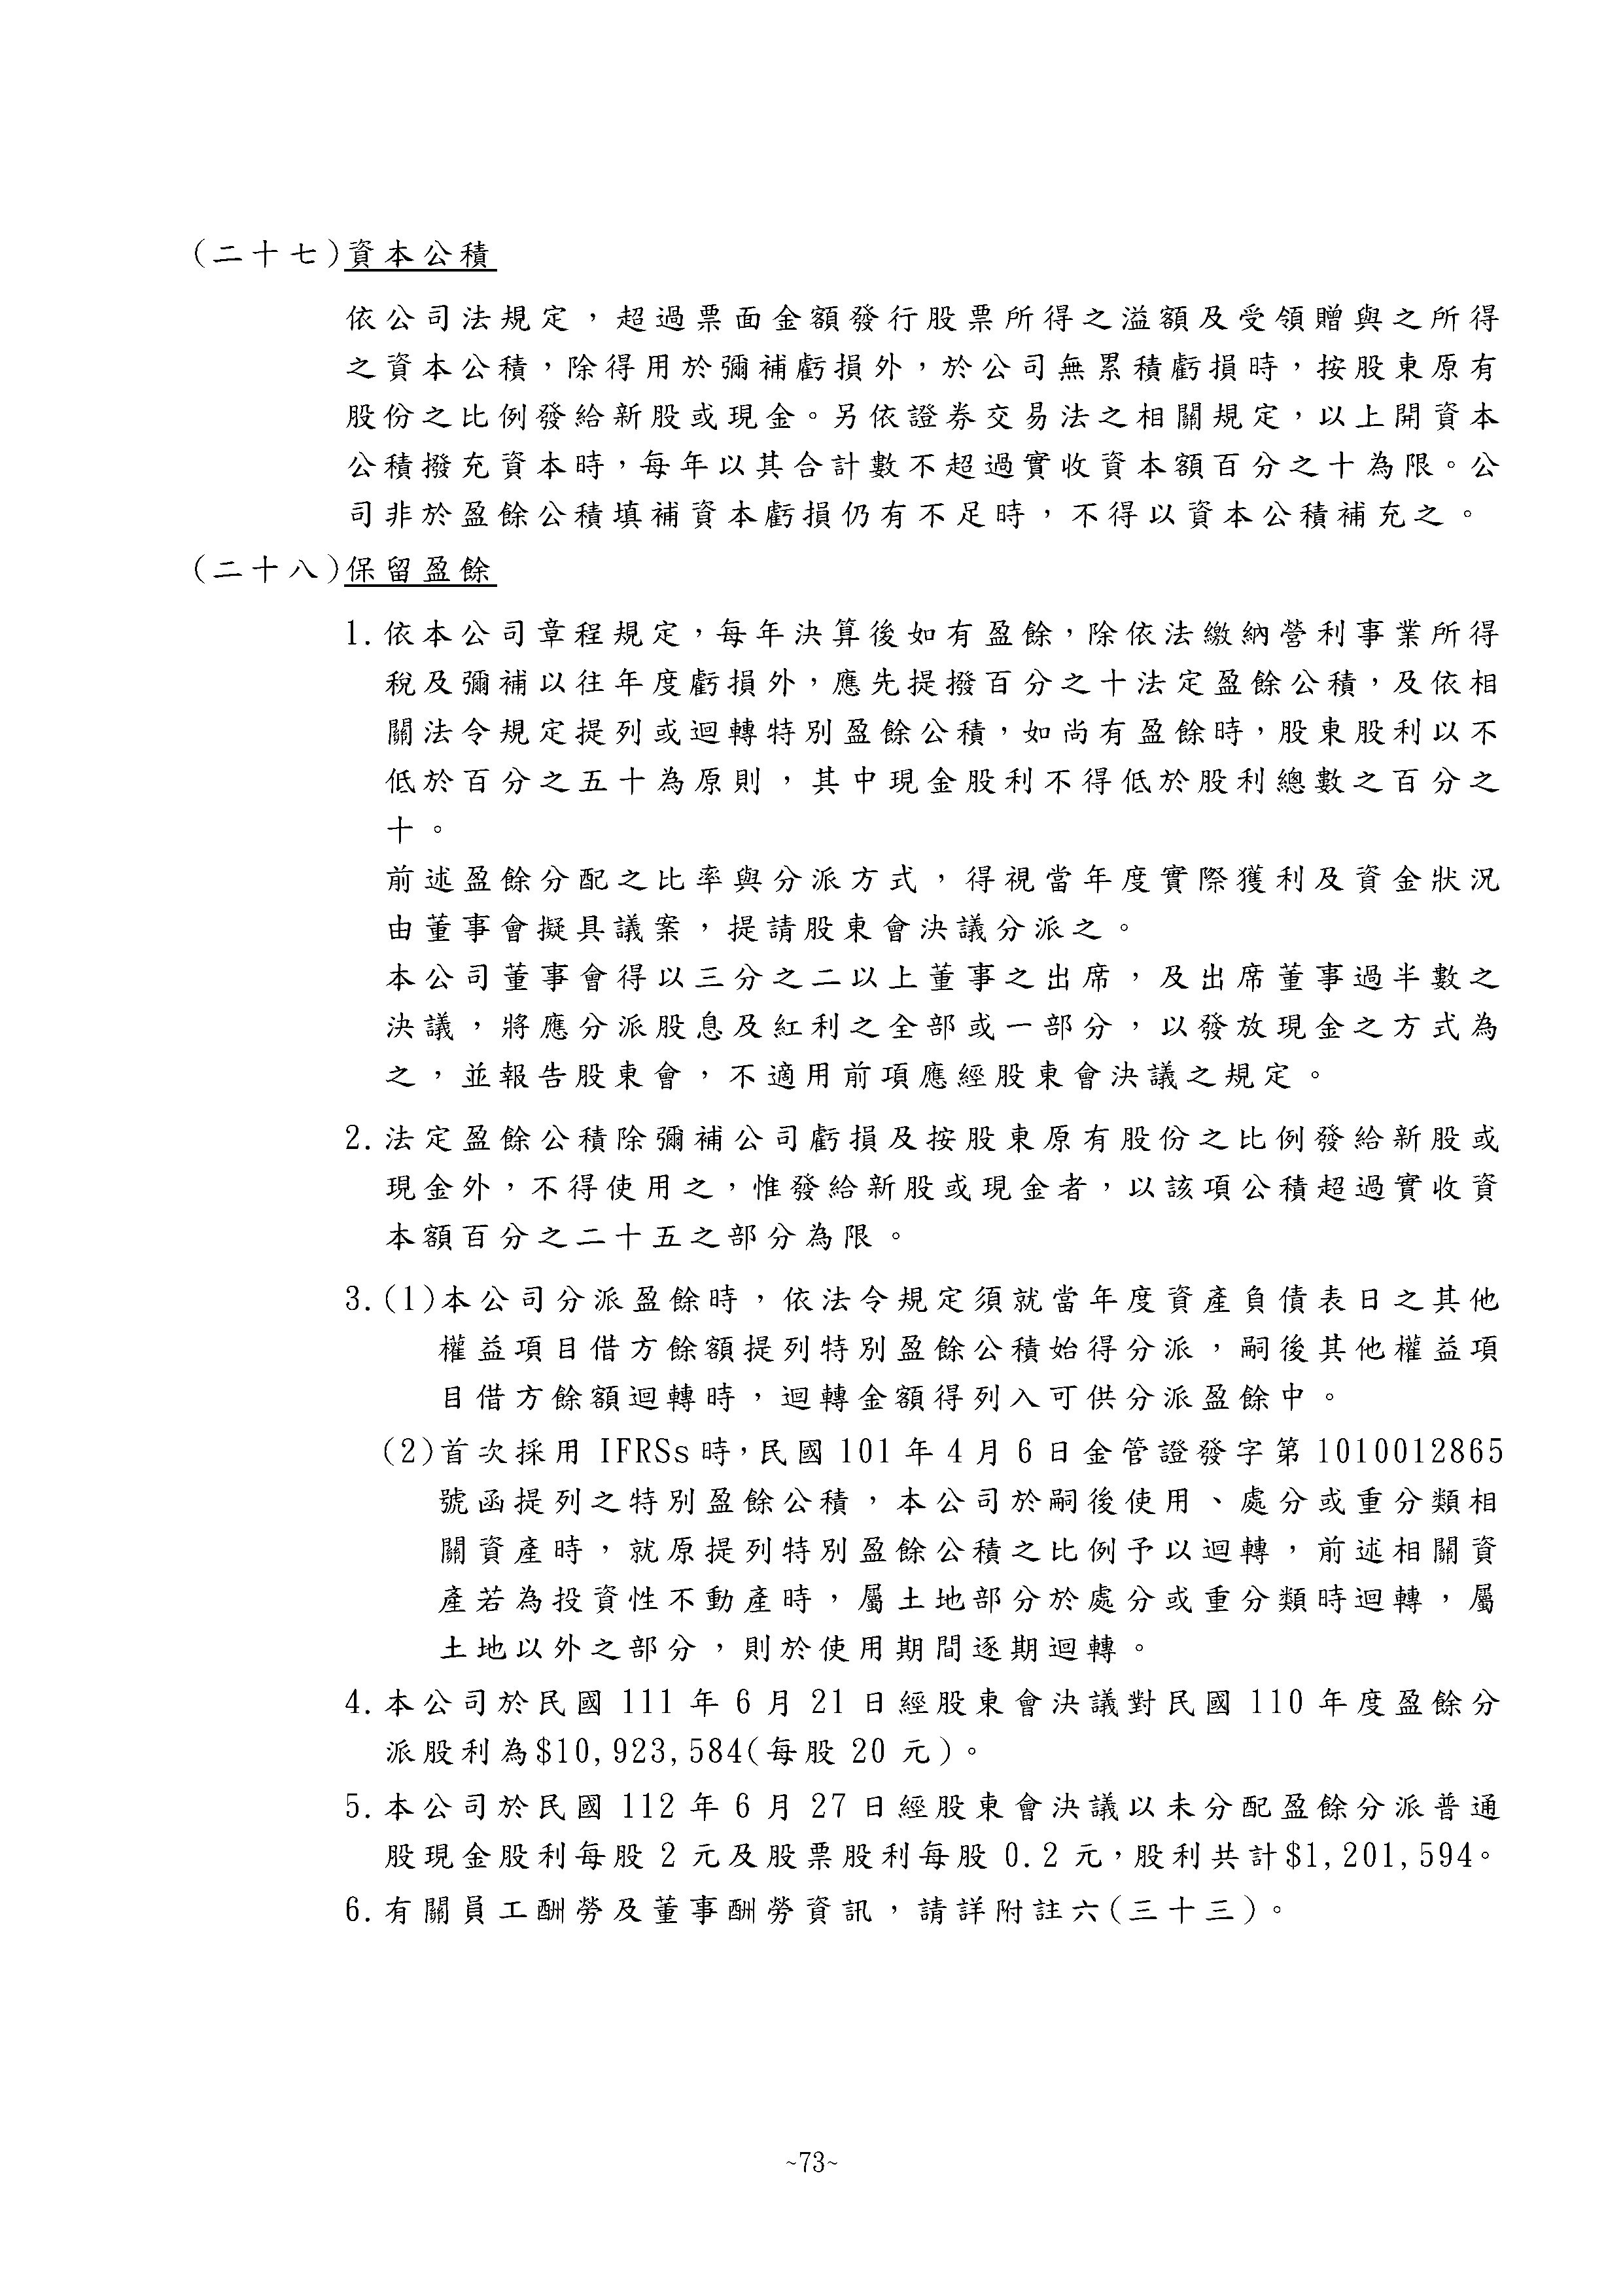 (二十七)資本公積
依公司法規定，超過票面金額發行股票所得之溢額及受領贈與之所得
之資本公積，除得用於彌補虧損外，於公司無累積虧損時，按股東原有
股份之比例發給新股或現金。另依證券交易法之相關規定，以上開資本
公積撥充資本時，每年以其合計數不超過實收資本額百分之十為限。公
司非於盈餘公積填補資本虧損仍有不足時，不得以資本公積補充之。
(二十八)保留盈餘
1.依本公司章程規定，每年決算後如有盈餘，除依法繳納營利事業所得
稅及彌補以往年度虧損外，應先提撥百分之十法定盈餘公積，及依相
關法令規定提列或迴轉特別盈餘公積，如尚有盈餘時，股東股利以不
低於百分之五十為原則，其中現金股利不得低於股利總數之百分之
十。
前述盈餘分配之比率與分派方式，得視當年度實際獲利及資金狀況
由董事會擬具議案，提請股東會決議分派之。
本公司董事會得以三分之二以上董事之出席，及出席董事過半數之
決議，將應分派股息及紅利之全部或一部分，以發放現金之方式為
之，並報告股東會，不適用前項應經股東會決議之規定。
2.法定盈餘公積除彌補公司虧損及按股東原有股份之比例發給新股或
現金外，不得使用之，惟發給新股或現金者，以該項公積超過實收資
本額百分之二十五之部分為限。
3.(1)本公司分派盈餘時，依法令規定須就當年度資產負債表日之其他
權益項目借方餘額提列特別盈餘公積始得分派，嗣後其他權益項
目借方餘額迴轉時，迴轉金額得列入可供分派盈餘中。
(2)首次採用 IFRSs 時，民國 101 年 4 月 6 日金管證發字第 1010012865
號函提列之特別盈餘公積，本公司於嗣後使用、處分或重分類相
關資產時，就原提列特別盈餘公積之比例予以迴轉，前述相關資
產若為投資性不動產時，屬土地部分於處分或重分類時迴轉，屬
土地以外之部分，則於使用期間逐期迴轉。
4.本公司於民國 111 年 6 月 21 日經股東會決議對民國 110 年度盈餘分
派股利為$10,923,584(每股 20 元)。
5.本公司於民國 112 年 6 月 27 日經股東會決議以未分配盈餘分派普通
股現金股利每股 2 元及股票股利每股 0.2 元，股利共計$1,201,594。
6.有關員工酬勞及董事酬勞資訊，請詳附註六(三十三)。
~73~